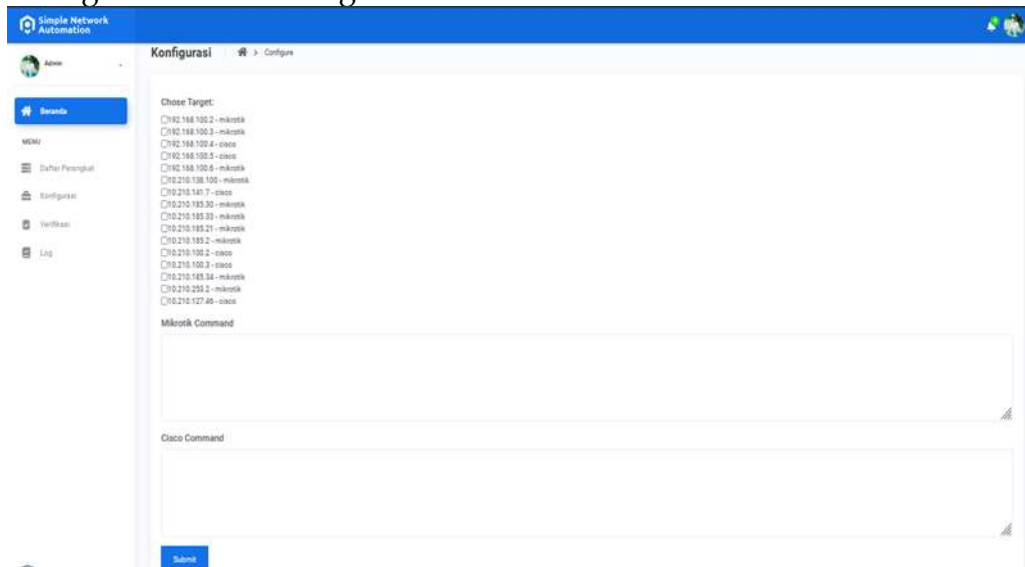 Simple Network
Automation
Admin
Beranda
MENU
Daftar Perangkat
Konfigurasi
Verifikasi
Log
Konfigurasi
> Configure
Chose Target:
192.168.100.2 - mikrotik
192.168.100.3 - mikrotik
192.168.100.4 - cisco
192.168.100.5 - cisco
192.168.100.6 - mikrotik
10.210.138.100 - mikrotik
10.210.141.7 - cisco
10.210.185.30 - mikrotik
10.210.185.33 - mikrotik
10.210.185.21 - mikrotik
10.210.185.2 - mikrotik
10.210.100.2 - cisco
10.210.100.3 - cisco
10.210.185.34 - mikrotik
10.210.253.2 - mikrotik
10.210.127.46 - cisco
Mikrotik Command
Cisco Command
Submit